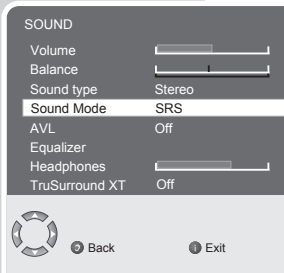 SOUND
Volume
Balance
Sound type Stereo
Sound Mode SRS
AVL Off
Equalizer
Headphones
TruSurround XT Off
Back Exit